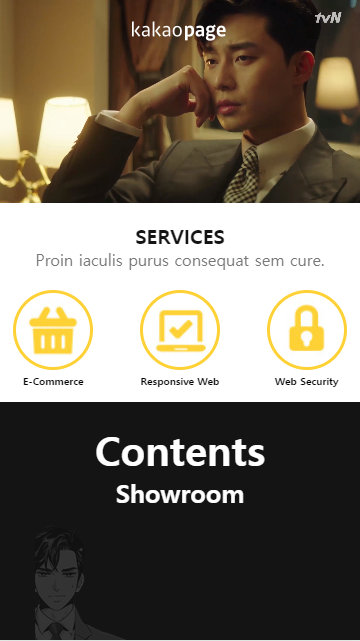 tvN
kakaopage
SERVICES
Proin iaculis purus consequat sem cure.
E-Commerce
Responsive Web
Web Security
Contents
Showroom